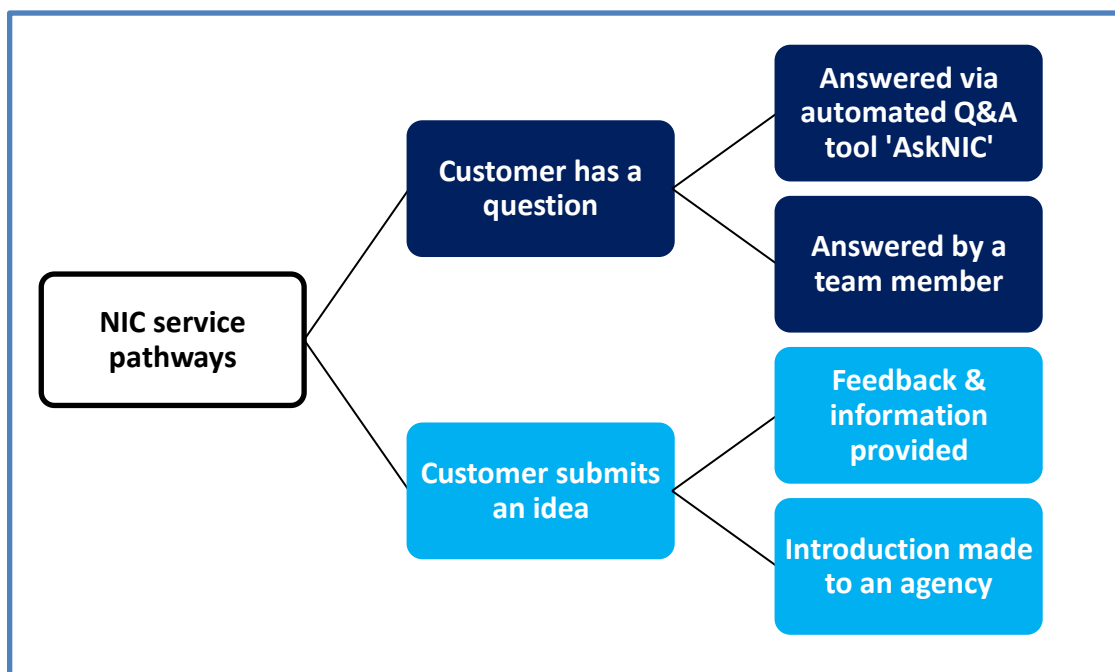 NIC service
pathways
Customer has a
question
Answered via
automated Q&A
tool 'AskNIC'
Answered by a
team member
Customer submits
an idea
Feedback &
information
provided
Introduction made
to an agency